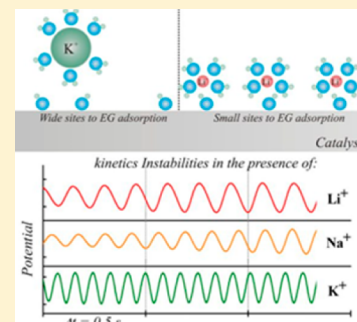 K⁺
Wide sites to EG adsorption
Small sites to EG adsorption
Catalys
kinetics Instabilities in the presence of:
Potential
Li⁺
Na⁺
K⁺